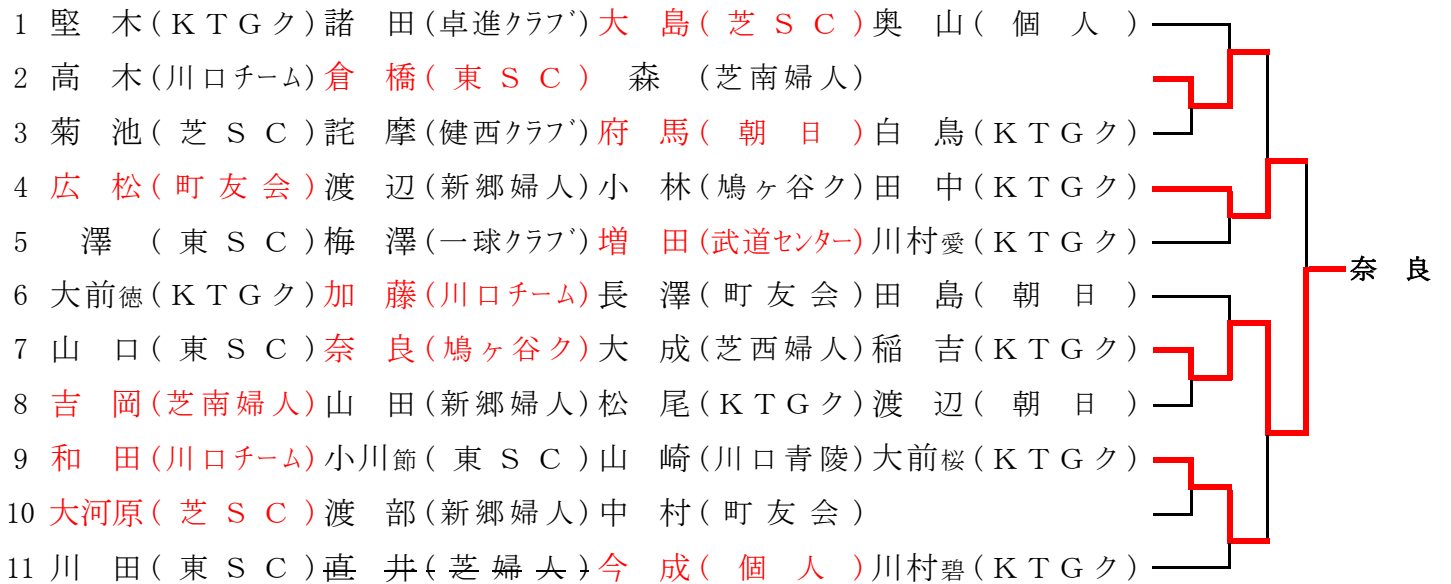 1 堅 木(KTGク)諸 田(卓進クラブ)大 島(芝SC)奥 山(個 人)
2 高 木(川口チーム)倉 橋(東SC) 森 (芝南婦人)
3 菊 池(芝SC)詫 摩(健西クラブ)府 馬(朝 日)白 鳥(KTGク)
4 広 松(町友会)渡 辺(新郷婦人)小 林(鳩ヶ谷ク)田 中(KTGク)
5 澤 (東SC)梅 澤(一球クラブ)増 田(武道センター)川村愛(KTGク)
奈 良
6 大前徳(KTGク)加 藤(川口チーム)長 澤(町友会)田 島(朝 日)
7 山 口(東SC)奈 良(鳩ヶ谷ク)大 成(芝西婦人)稲 吉(KTGク)
8 吉 岡(芝南婦人)山 田(新郷婦人)松 尾(KTGク)渡 辺(朝 日)
9 和 田(川口チーム)小川節(東SC)山 崎(川口青陵)大前桜(KTGク)
10 大河原(芝SC)渡 部(新郷婦人)中 村(町友会)
11 川 田(東SC)直 井(芝婦人)今 成(個 人)川村碧(KTGク)